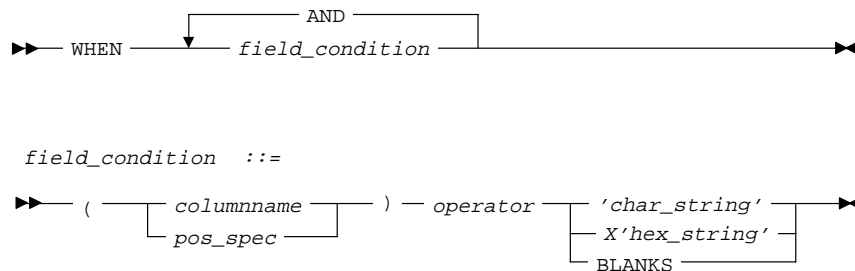 AND
WHEN field_condition
field_condition ::=
( columnname ) operator 'char_string'
pos_spec X'hex_string'
BLANKS